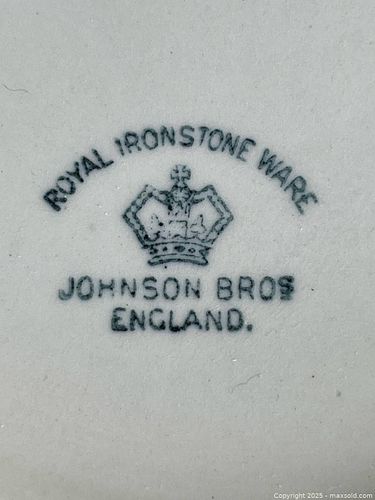 ROYAL IRONSTONE WARE
JOHNSON BROS
ENGLAND.
Copyright 2025 - maxsold.com